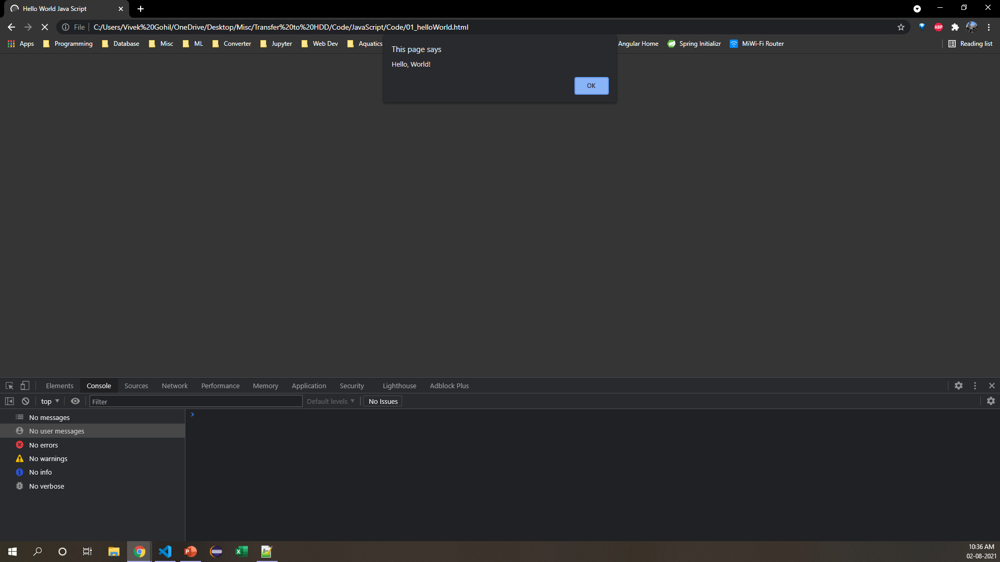 Hello World Java Script
File C:/Users/Vivek%20Gohil/OneDrive/Desktop/Misc/Transfer%20to%20HDD/Code/JavaScript/Code/01_helloWorld.html
ABP
Apps Programming Database Misc ML Converter Jupyter Web Dev Aquatics Angular Home Spring Initializr MiWi-Fi Router Reading list
This page says
Hello, World!
OK
Elements Console Sources Network Performance Memory Application Security Lighthouse Adblock Plus
top Filter Default levels No Issues
No messages
No user messages
No errors
No warnings
No info
No verbose
10:36 AM
02-08-2021